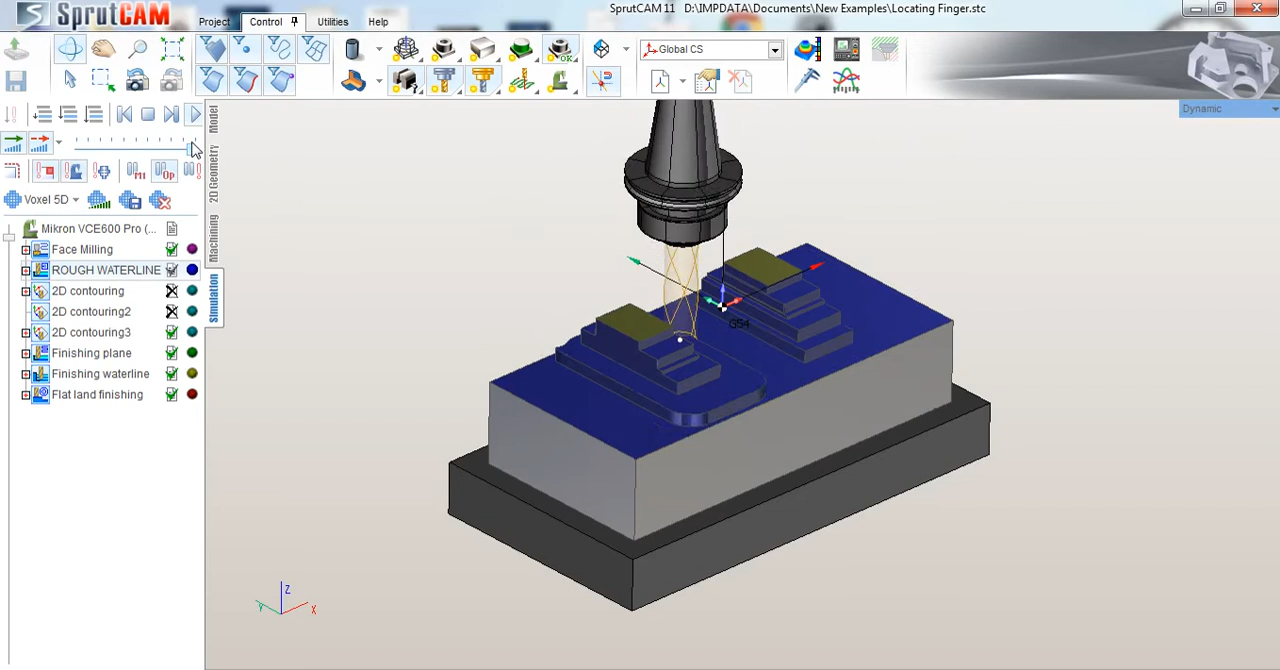 SprutCAM
Project
Control
Utilities
Help
SprutCAM 11 D:\IMPDATA\Documents\New Examples\Locating Finger.stc
Global CS
Dynamic
M1
Op
Voxel 5D
Model
2D Geometry
Machining
Simulation
Mikron VCE600 Pro (...
Face Milling
ROUGH WATERLINE
2D contouring
2D contouring2
2D contouring3
Finishing plane
Finishing waterline
Flat land finishing
G54
Z
Y
X